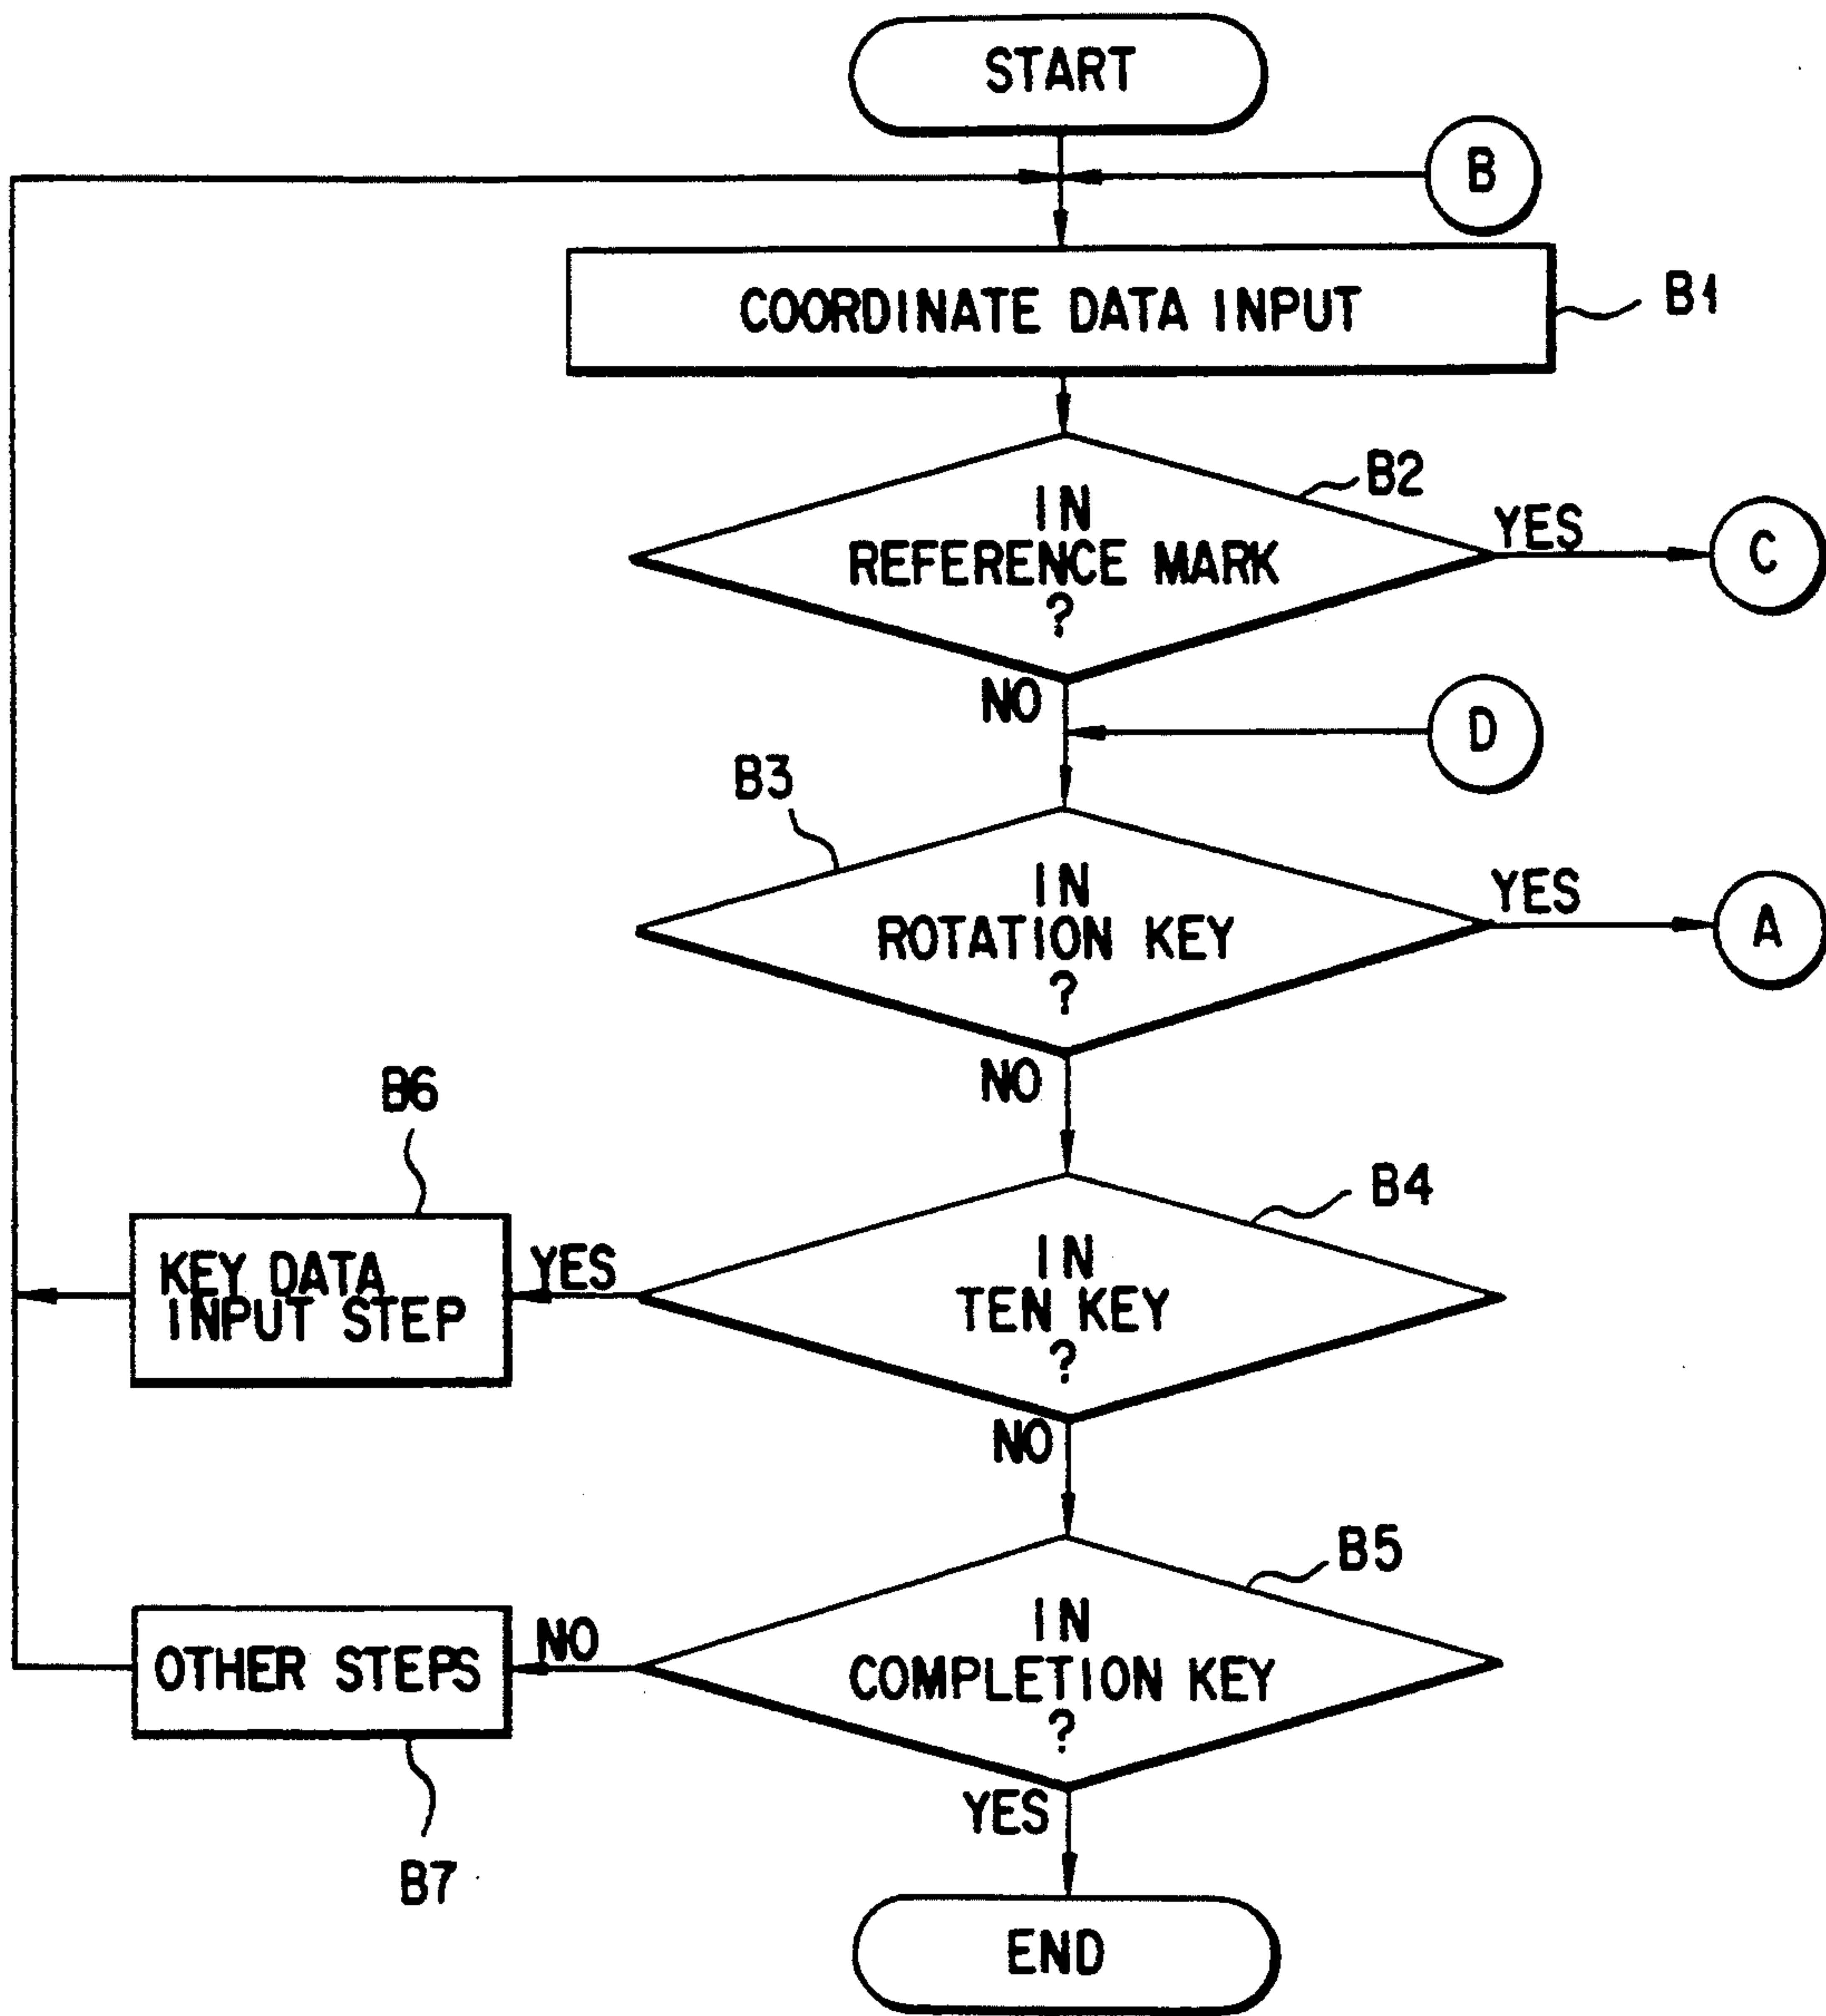 START
B
COORDINATE DATA INPUT
B1
B2
IN
REFERENCE MARK
?
YES
C
NO
D
B3
IN
ROTATION KEY
?
YES
A
NO
B6
B4
KEY DATA
INPUT STEP
YES
IN
TEN KEY
?
NO
B5
OTHER STEPS
NO
IN
COMPLETION KEY
?
B7
YES
END